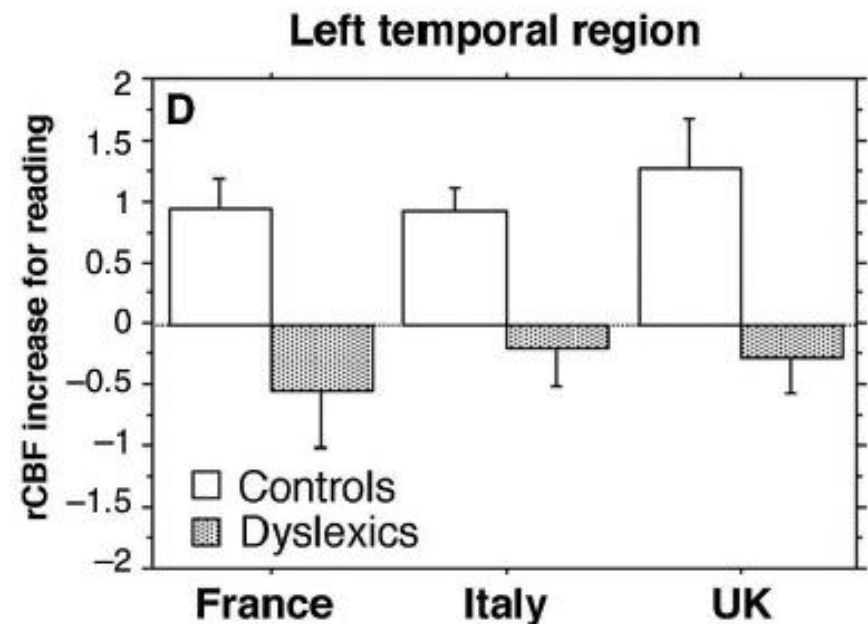 Left temporal region
D
rCBF increase for reading
2
1.5
1
0.5
0
−0.5
−1
−1.5
−2
Controls
Dyslexics
France Italy UK